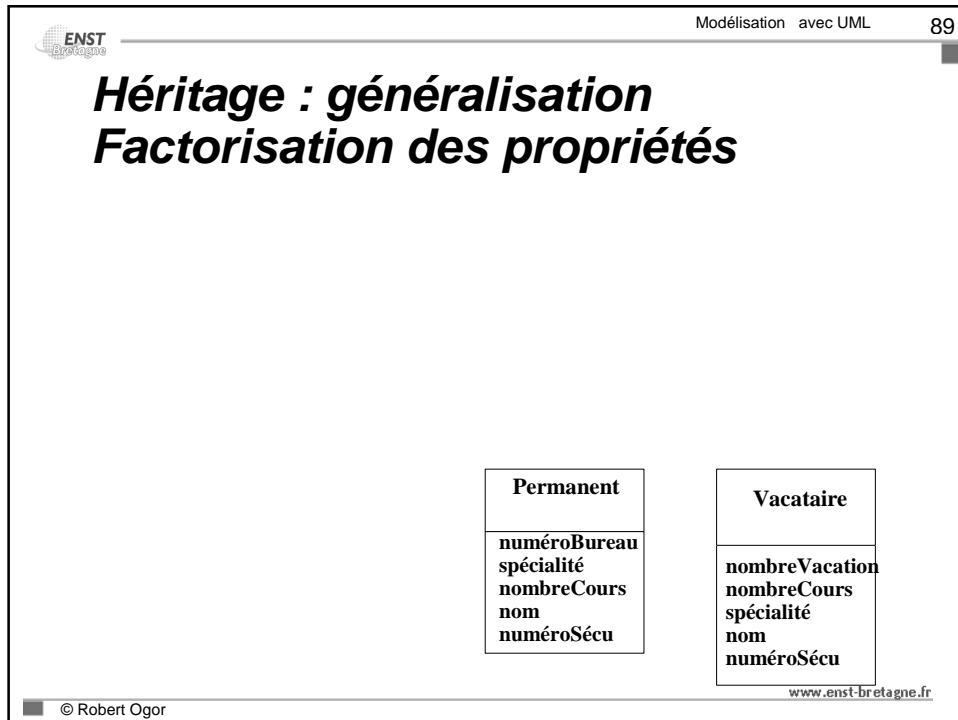 Modélisation avec UML
89
ENST
Bretagne
Héritage : généralisation
Factorisation des propriétés
Permanent
numéroBureau
spécialité
nombreCours
nom
numéroSécu
Vacataire
nombreVacation
nombreCours
spécialité
nom
numéroSécu
www.enst-bretagne.fr
© Robert Ogor